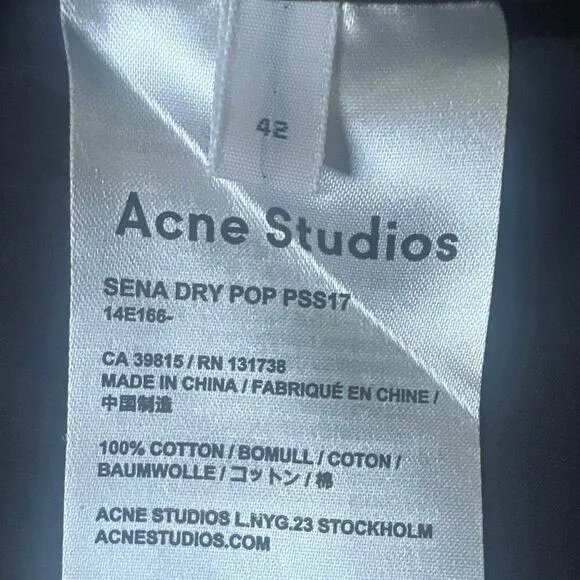 42
Acne Studios
SENA DRY POP PSS17
14E166-
CA 39815 / RN 131738
MADE IN CHINA / FABRIQUÉ EN CHINE /
中国制造
100% COTTON / BOMULL / COTON /
BAUMWOLLE / コットン / 棉
ACNE STUDIOS L.NYG.23 STOCKHOLM
ACNESTUDIOS.COM